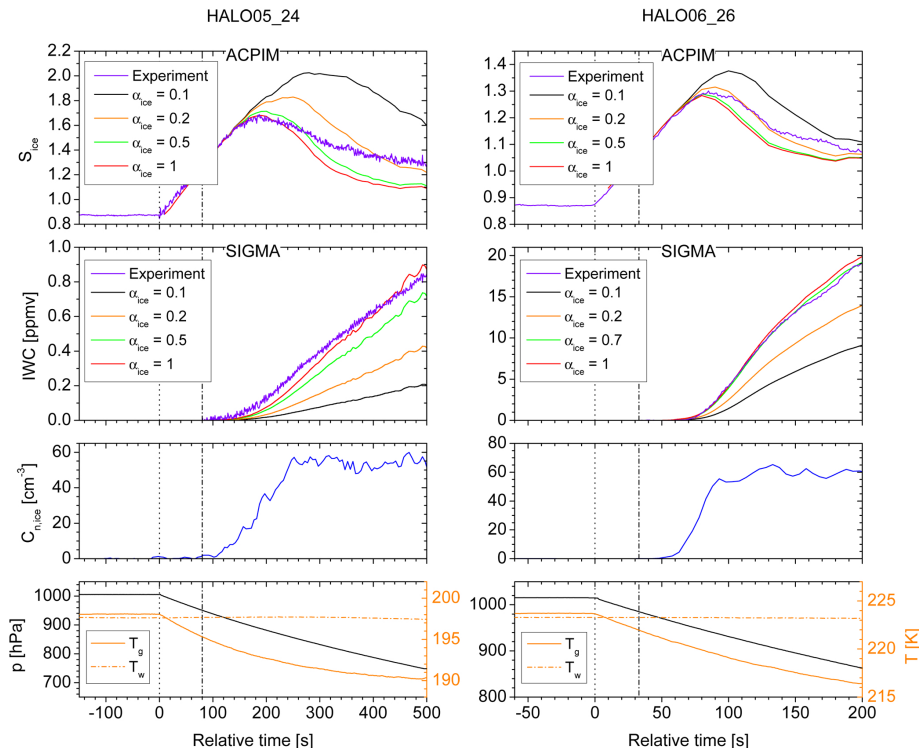 HALO05_24
HALO06_26
ACPIM
S_ice
2.2
2.0
1.8
1.6
1.4
1.2
1.0
0.8
Experiment
α_ice = 0.1
α_ice = 0.2
α_ice = 0.5
α_ice = 1
ACPIM
1.4
1.3
1.2
1.1
1.0
0.9
0.8
Experiment
α_ice = 0.1
α_ice = 0.2
α_ice = 0.5
α_ice = 1
SIGMA
IWC [ppmv]
1.0
0.8
0.6
0.4
0.2
0.0
Experiment
α_ice = 0.1
α_ice = 0.2
α_ice = 0.5
α_ice = 1
SIGMA
20
15
10
5
0
Experiment
α_ice = 0.1
α_ice = 0.2
α_ice = 0.7
α_ice = 1
C_n,ice [cm⁻³]
60
40
20
0
80
60
40
20
0
p [hPa]
1000
900
800
700
T_g
T_w
200
195
190
-100 0 100 200 300 400 500
Relative time [s]
1000
900
800
T_g
T_w
225
220
215
T [K]
-50 0 50 100 150 200
Relative time [s]